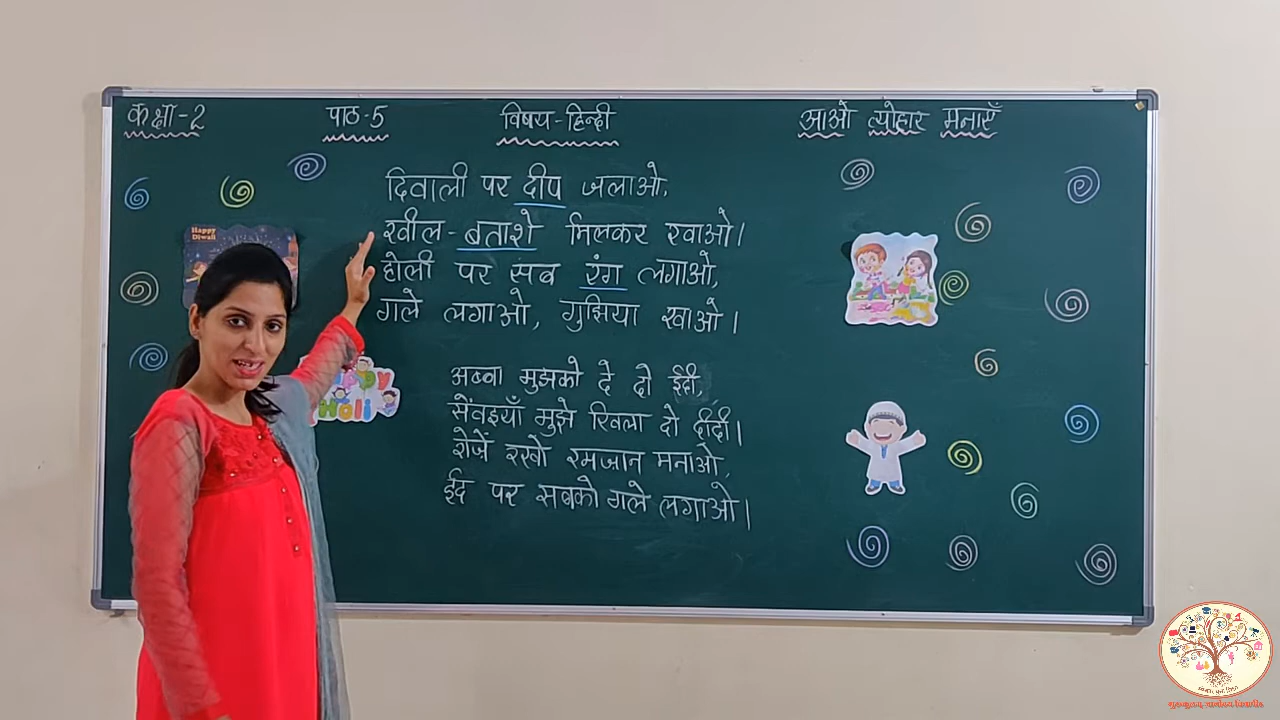 कक्षा-2 पाठ-5 विषय-हिन्दी आओ त्योहार मनाएँ
दिवाली पर दीप जलाओ,
खील-बताशे मिलकर खाओ।
होली पर सब रंग लगाओ,
गले लगाओ, गुझिया खाओ।
अब्बा मुझको दे दो ईदी,
सेंवइयाँ मुझे खिला दो दीदी।
रोज़ें रखो रमजान मनाओ,
ईद पर सबको गले लगाओ।
Happy
Diwali
Holi